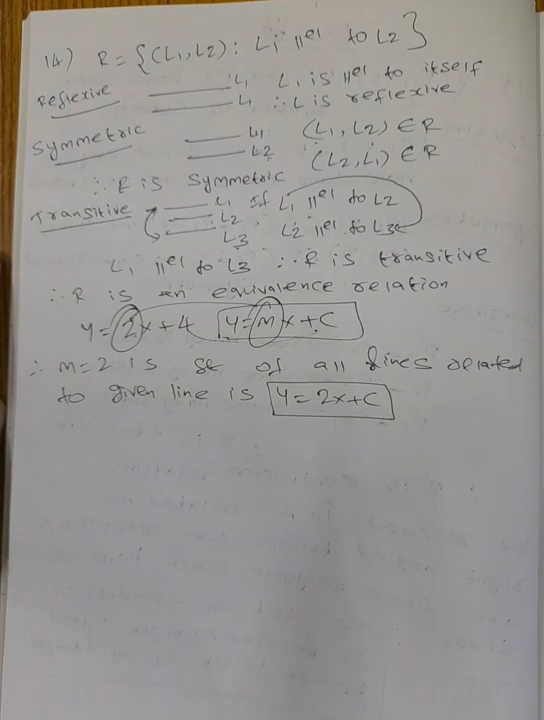 14) R = {(L1, L2) : Li ||el to L2}
Reflexive L1 L1 is ||el to itself
L1 ∴ L is reflexive
Symmetric L1 (L1, L2) ∈ R
L2 (L2, L1) ∈ R
∴ R is symmetric
Transitive L1 If L1 ||el to L2
L2 L2 ||el to L3
L3
L1 ||el to L3 ∴ R is transitive
∴ R is an equivalence relation
y = 2x + 4 y = mx + c
∴ m = 2 is se of all lines related
to given line is y = 2x + c